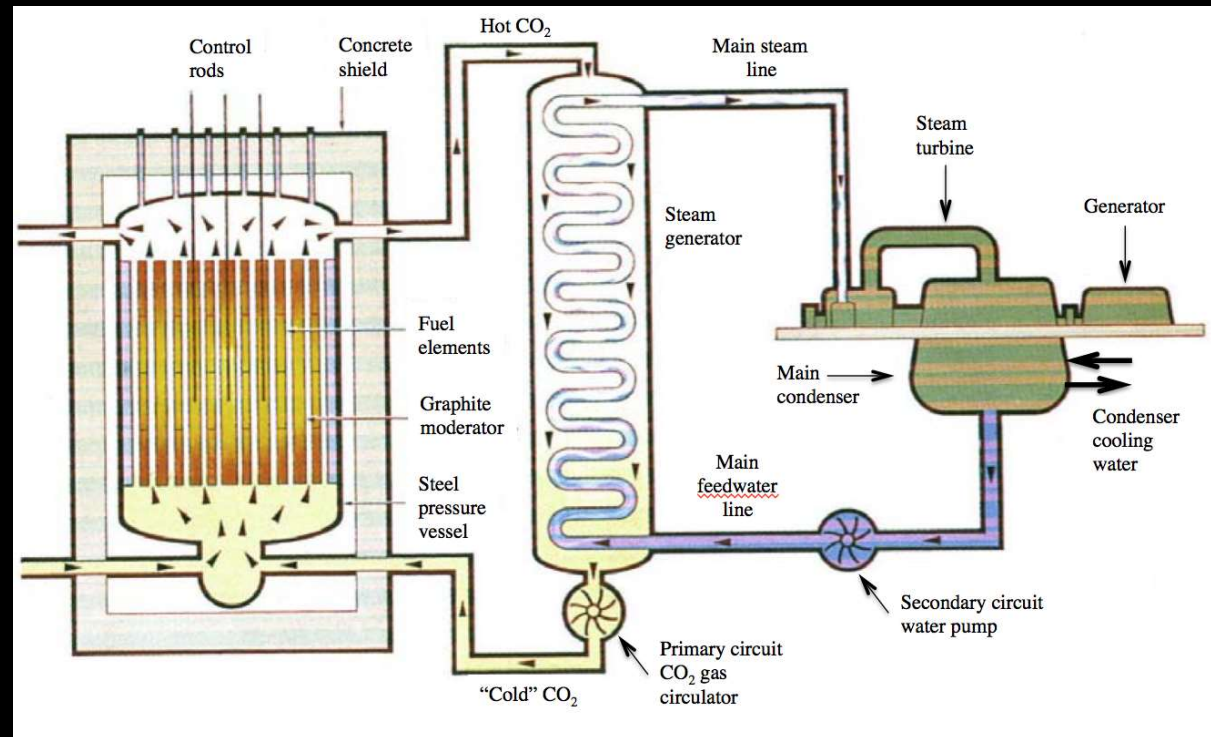 Hot CO₂
Control
rods
Concrete
shield
Main steam
line
Steam
turbine
Generator
Steam
generator
Fuel
elements
Main
condenser
Graphite
moderator
Condenser
cooling
water
Main
feedwater
line
Steel
pressure
vessel
Secondary circuit
water pump
Primary circuit
CO₂ gas
circulator
“Cold” CO₂